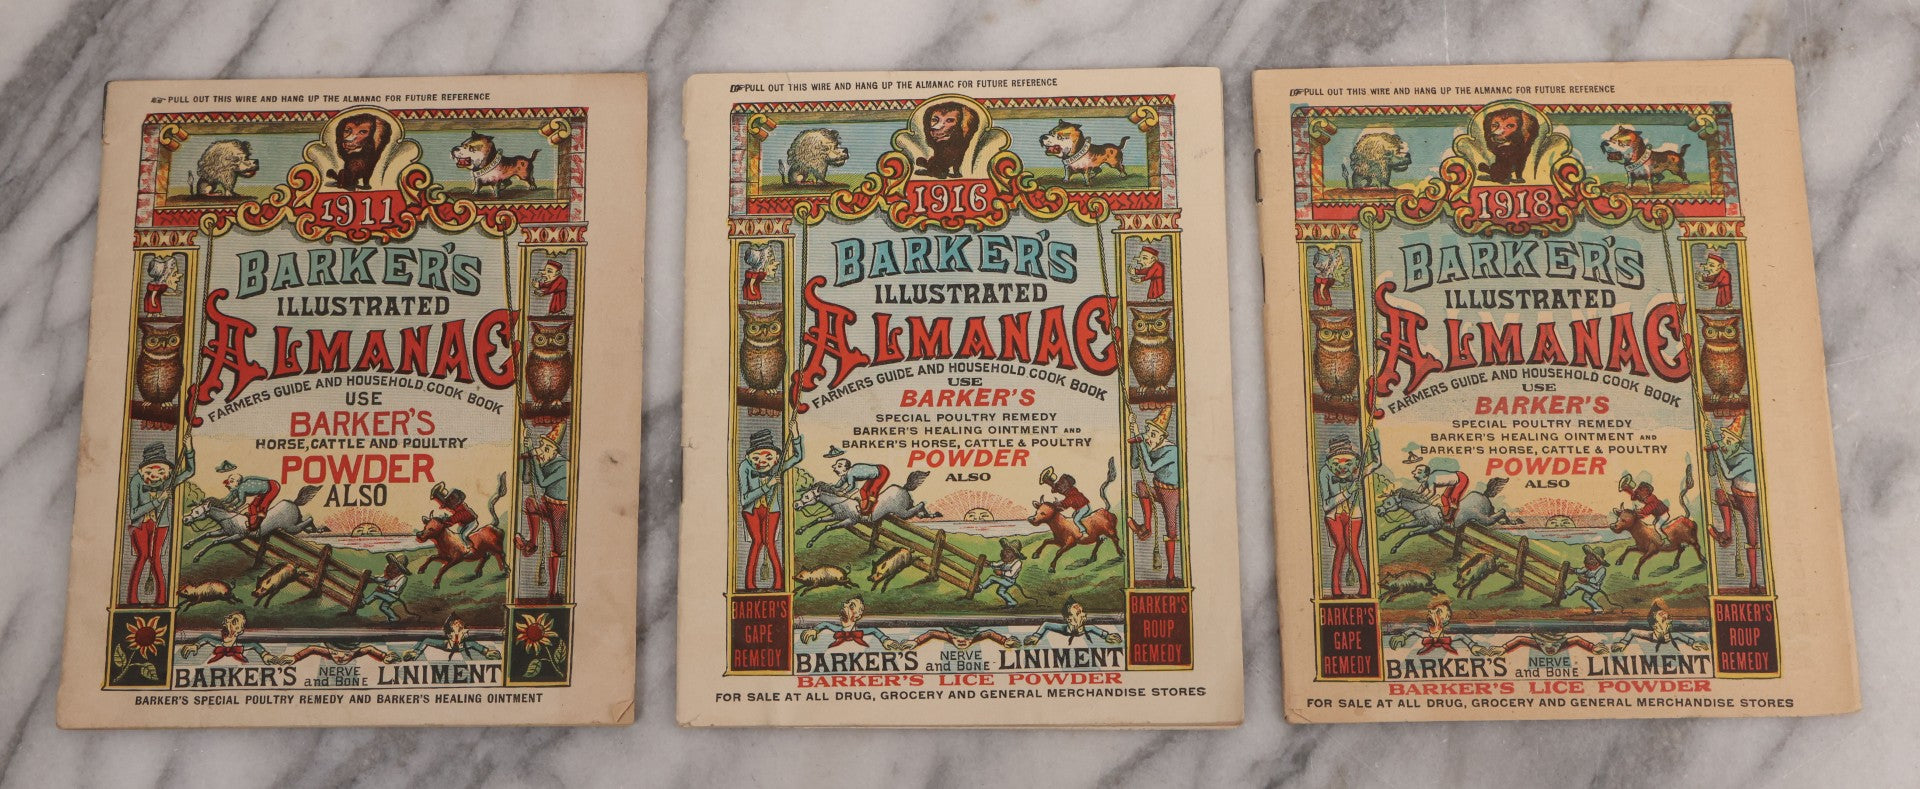 ☞ PULL OUT THIS WIRE AND HANG UP THE ALMANAC FOR FUTURE REFERENCE
1911
BARKER'S
ILLUSTRATED
ALMANAC
FARMERS GUIDE AND HOUSEHOLD COOK BOOK
USE
BARKER'S
HORSE, CATTLE AND POULTRY
POWDER
ALSO
BARKER'S NERVE and BONE LINIMENT
BARKER'S SPECIAL POULTRY REMEDY AND BARKER'S HEALING OINTMENT
☞ PULL OUT THIS WIRE AND HANG UP THE ALMANAC FOR FUTURE REFERENCE
1916
BARKER'S
ILLUSTRATED
ALMANAC
FARMERS GUIDE AND HOUSEHOLD COOK BOOK
USE
BARKER'S
SPECIAL POULTRY REMEDY
BARKER'S HEALING OINTMENT AND
BARKER'S HORSE, CATTLE & POULTRY
POWDER
ALSO
BARKER'S
GAPE
REMEDY
BARKER'S
ROUP
REMEDY
BARKER'S NERVE and BONE LINIMENT
BARKER'S LICE POWDER
FOR SALE AT ALL DRUG, GROCERY AND GENERAL MERCHANDISE STORES
☞ PULL OUT THIS WIRE AND HANG UP THE ALMANAC FOR FUTURE REFERENCE
1918
BARKER'S
ILLUSTRATED
ALMANAC
FARMERS GUIDE AND HOUSEHOLD COOK BOOK
USE
BARKER'S
SPECIAL POULTRY REMEDY
BARKER'S HEALING OINTMENT AND
BARKER'S HORSE, CATTLE & POULTRY
POWDER
ALSO
BARKER'S
GAPE
REMEDY
BARKER'S
ROUP
REMEDY
BARKER'S NERVE and BONE LINIMENT
BARKER'S LICE POWDER
FOR SALE AT ALL DRUG, GROCERY AND GENERAL MERCHANDISE STORES